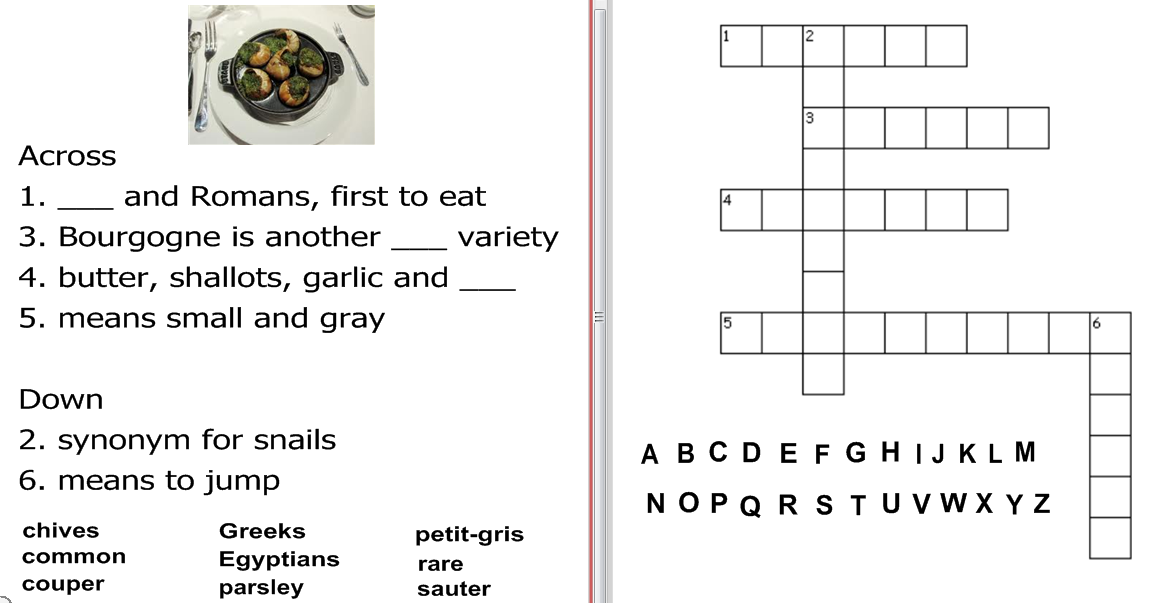 Across
1. ___ and Romans, first to eat
3. Bourgogne is another ___ variety
4. butter, shallots, garlic and ___
5. means small and gray
Down
2. synonym for snails
6. means to jump
chives Greeks petit-gris
common Egyptians rare
couper parsley sauter
1 2
3
4
5 6
A B C D E F G H I J K L M
N O P Q R S T U V W X Y Z